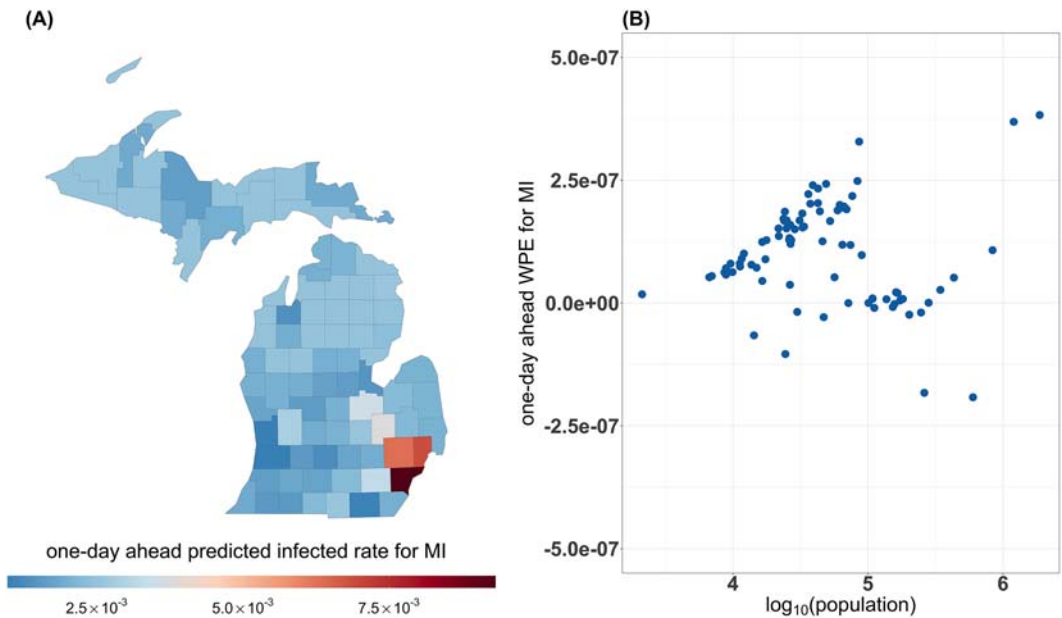 (A)
one-day ahead predicted infected rate for MI
2.5 × 10⁻³ 5.0 × 10⁻³ 7.5 × 10⁻³
(B)
one-day ahead WPE for MI
5.0e-07
2.5e-07
0.0e+00
-2.5e-07
-5.0e-07
4 5 6
log₁₀(population)